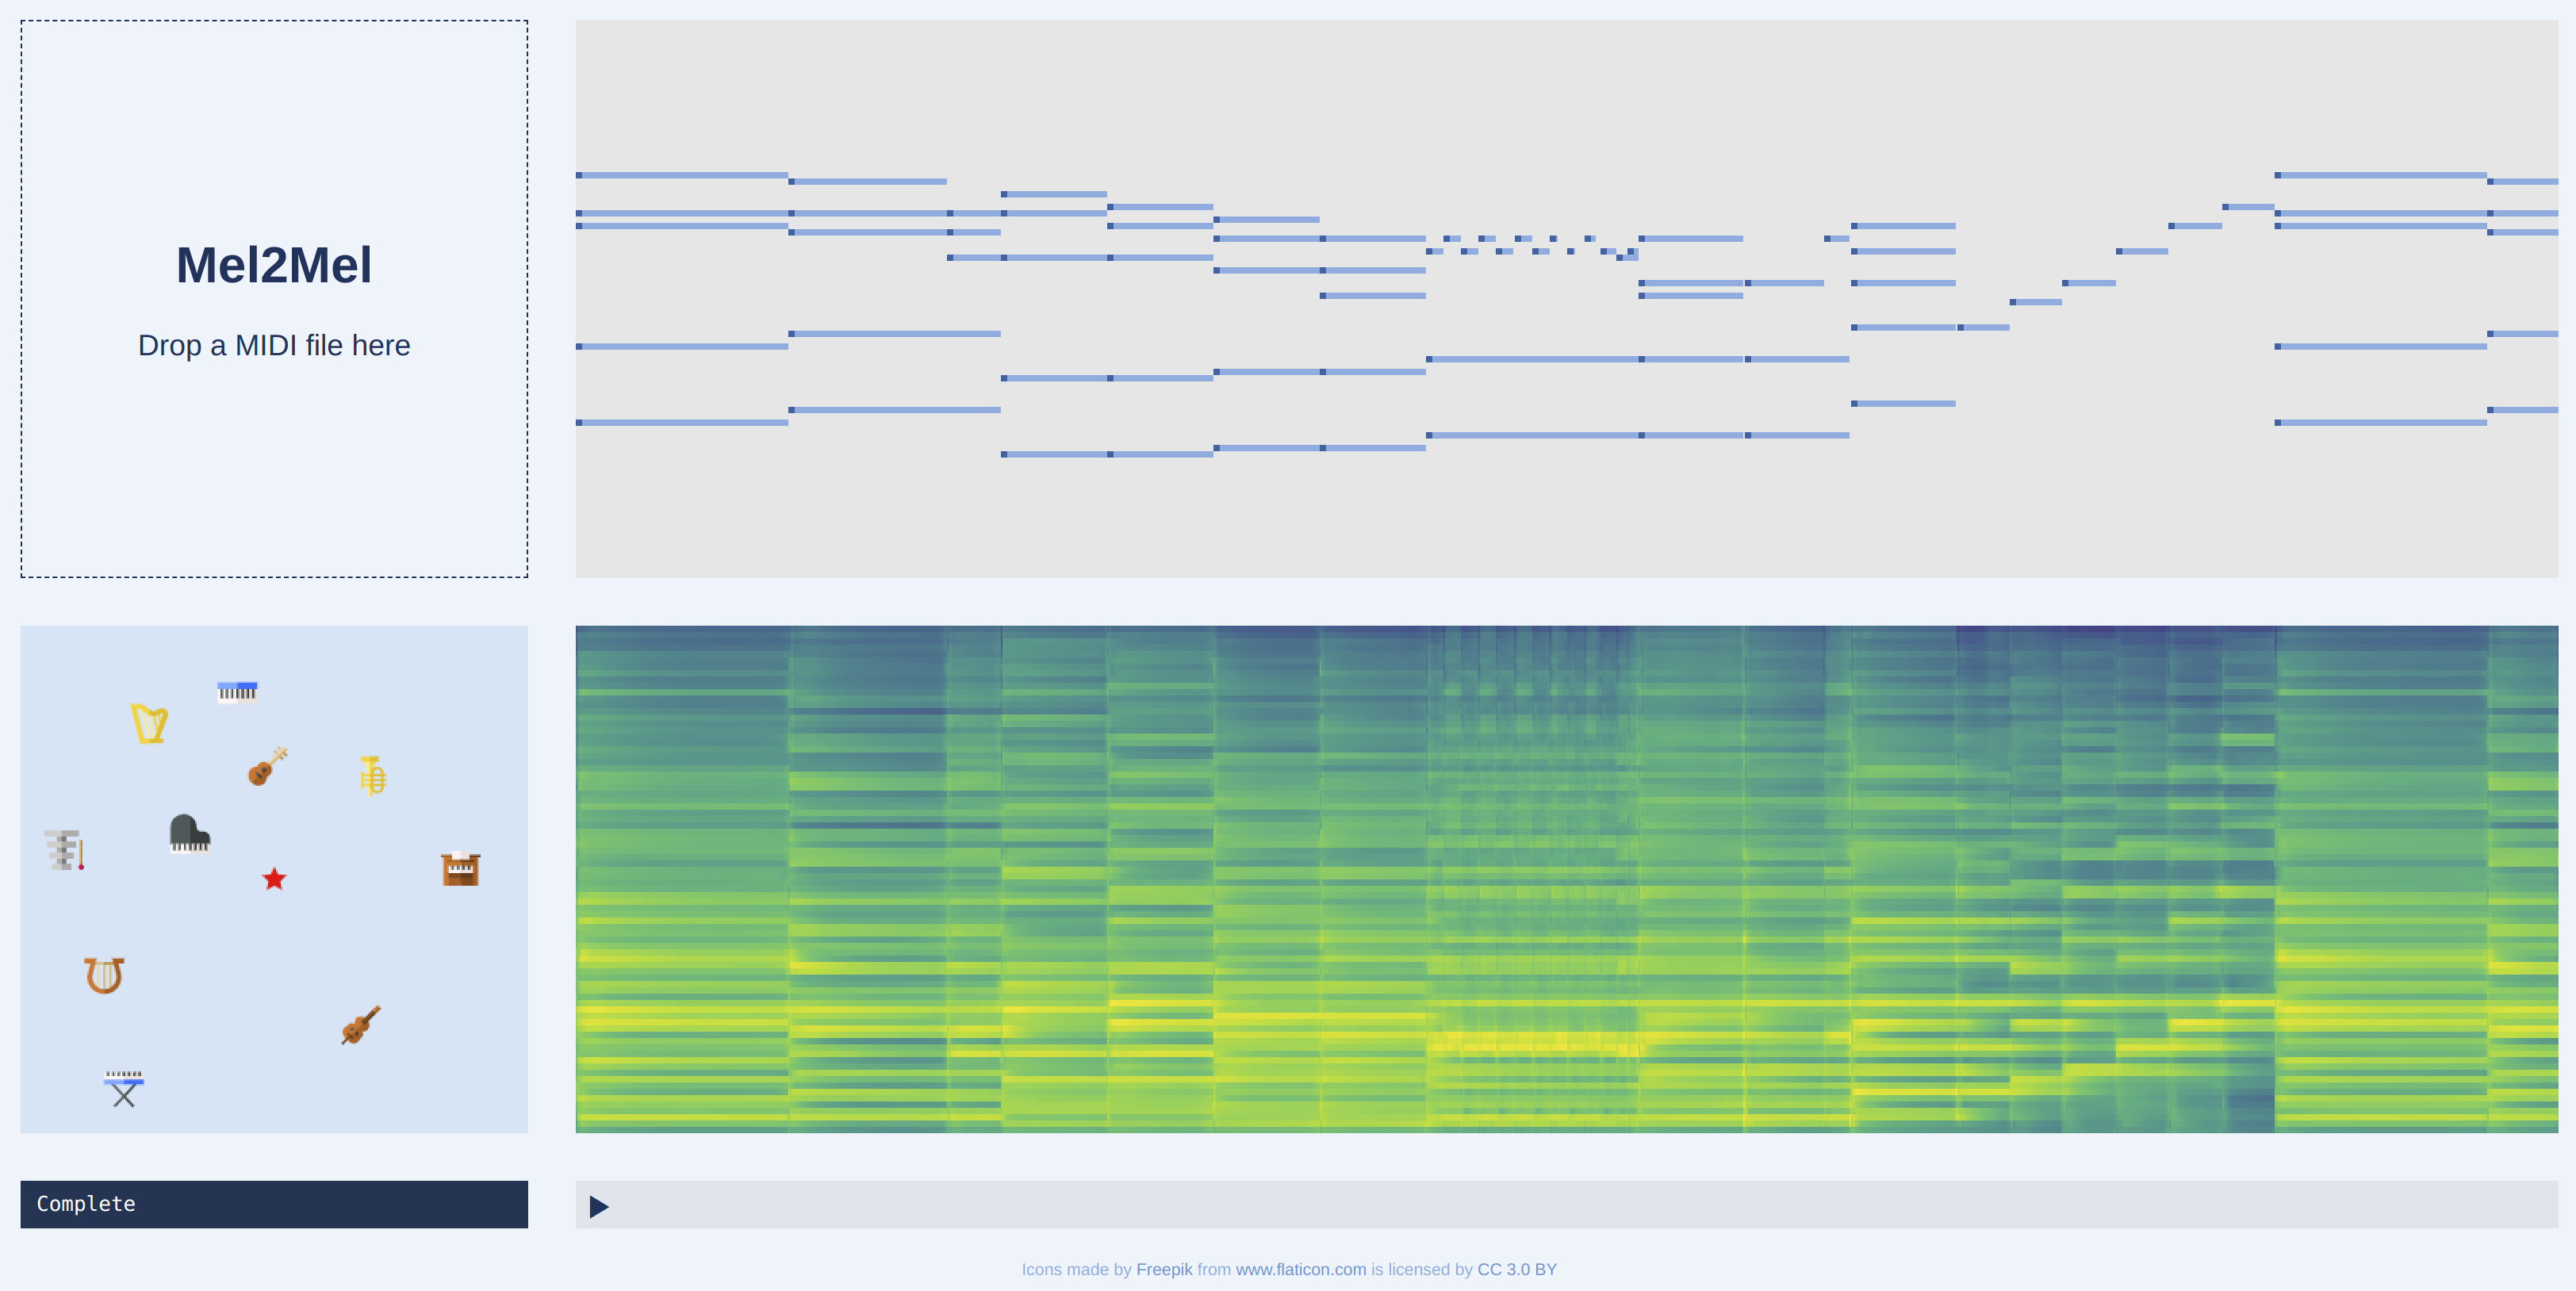 Mel2Mel
Drop a MIDI file here
Complete
Icons made by Freepik from www.flaticon.com is licensed by CC 3.0 BY